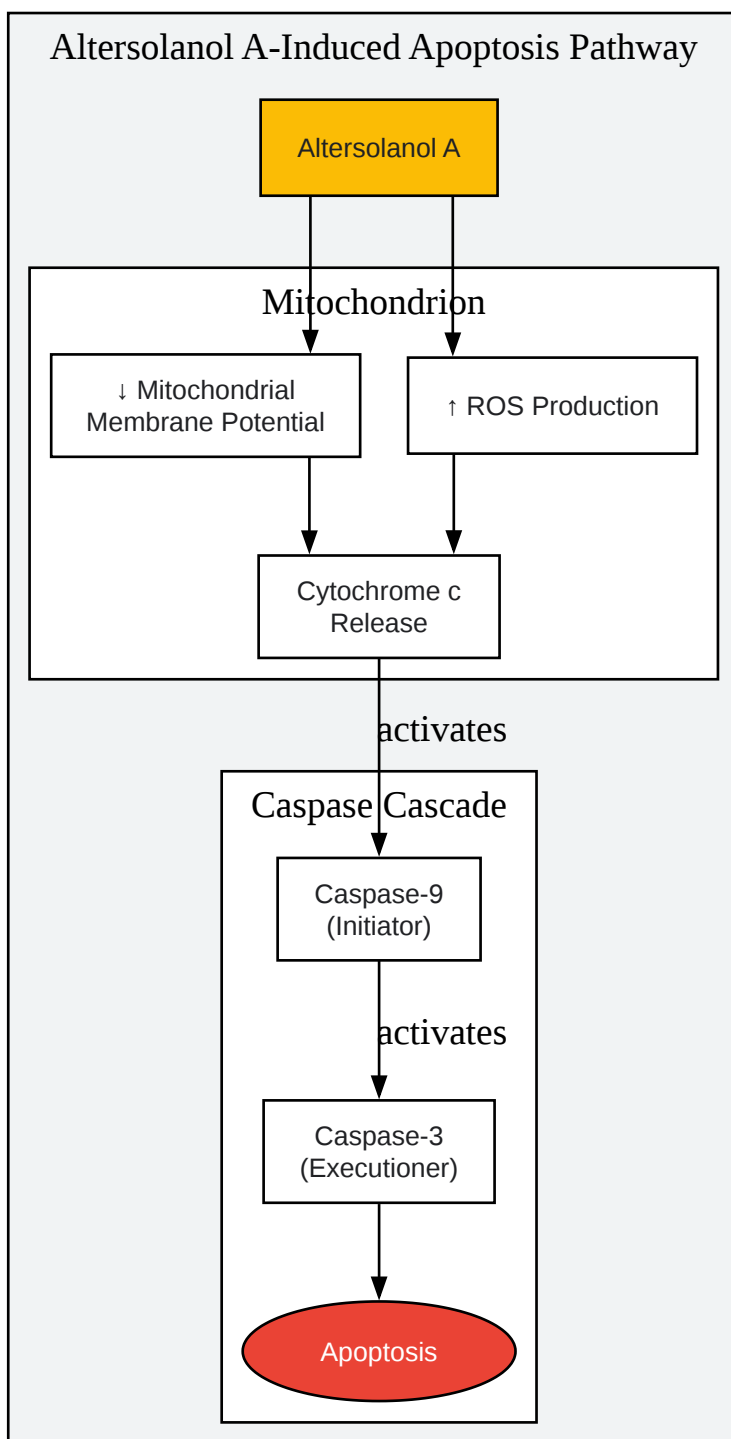 Altersolanol A-Induced Apoptosis Pathway
Altersolanol A
Mitochondrion
↓ Mitochondrial
Membrane Potential
↑ ROS Production
Cytochrome c
Release
activates
Caspase Cascade
Caspase-9
(Initiator)
activates
Caspase-3
(Executioner)
Apoptosis